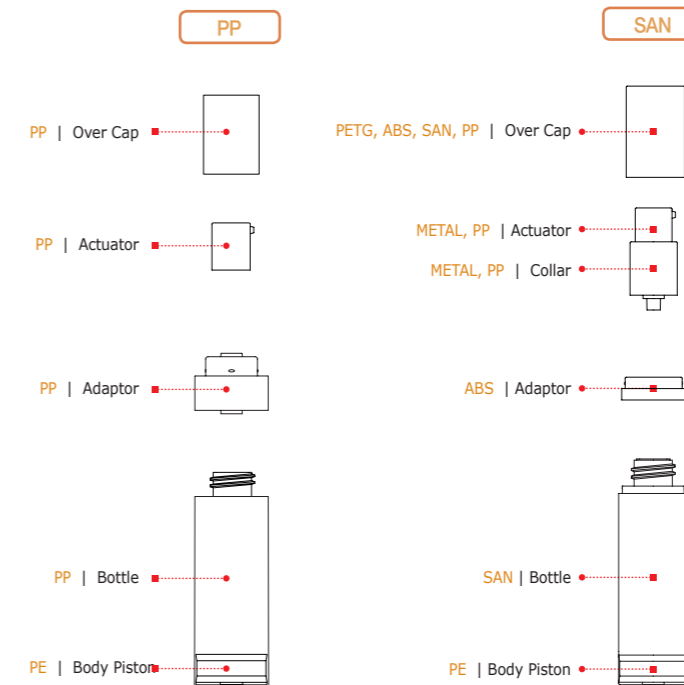 PP
PP | Over Cap
PP | Actuator
PP | Adaptor
PP | Bottle
PE | Body Piston
SAN
PETG, ABS, SAN, PP | Over Cap
METAL, PP | Actuator
METAL, PP | Collar
ABS | Adaptor
SAN | Bottle
PE | Body Piston